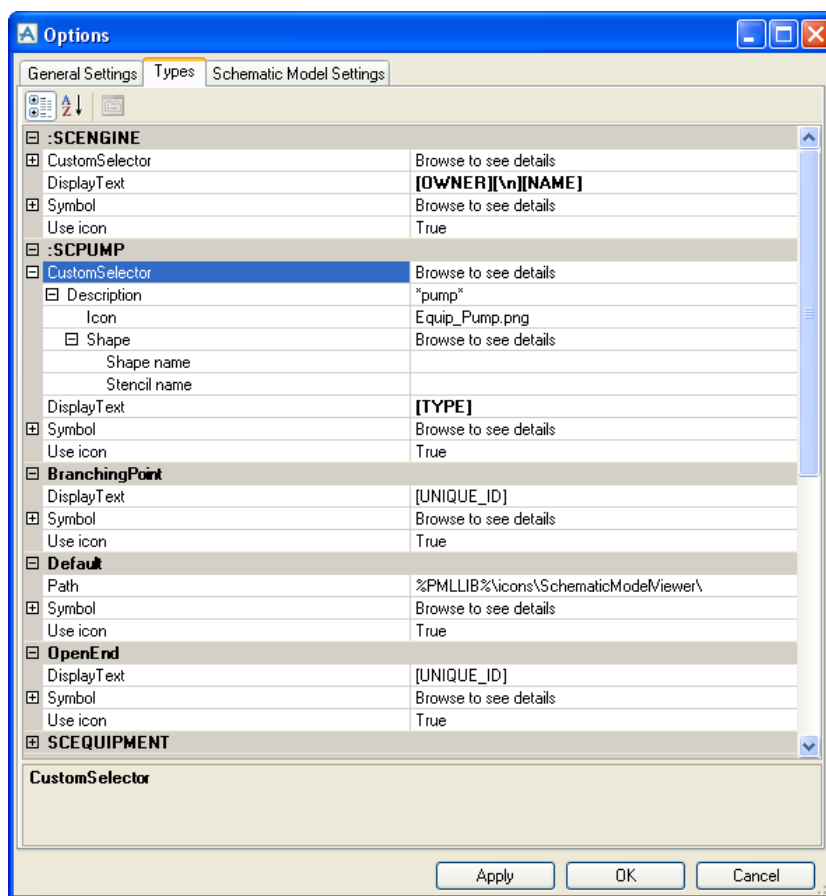 Options
General Settings Types Schematic Model Settings
:SCENGINE
CustomSelector Browse to see details
DisplayText [OWNER][\n][NAME]
Symbol Browse to see details
Use icon True
:SCPUMP
CustomSelector Browse to see details
Description *pump*
Icon Equip_Pump.png
Shape Browse to see details
Shape name
Stencil name
DisplayText [TYPE]
Symbol Browse to see details
Use icon True
BranchingPoint
DisplayText [UNIQUE_ID]
Symbol Browse to see details
Use icon True
Default
Path %PMLLIB%\icons\SchematicModelViewer\
Symbol Browse to see details
Use icon True
OpenEnd
DisplayText [UNIQUE_ID]
Symbol Browse to see details
Use icon True
SCEQUIPMENT
CustomSelector
Apply OK Cancel